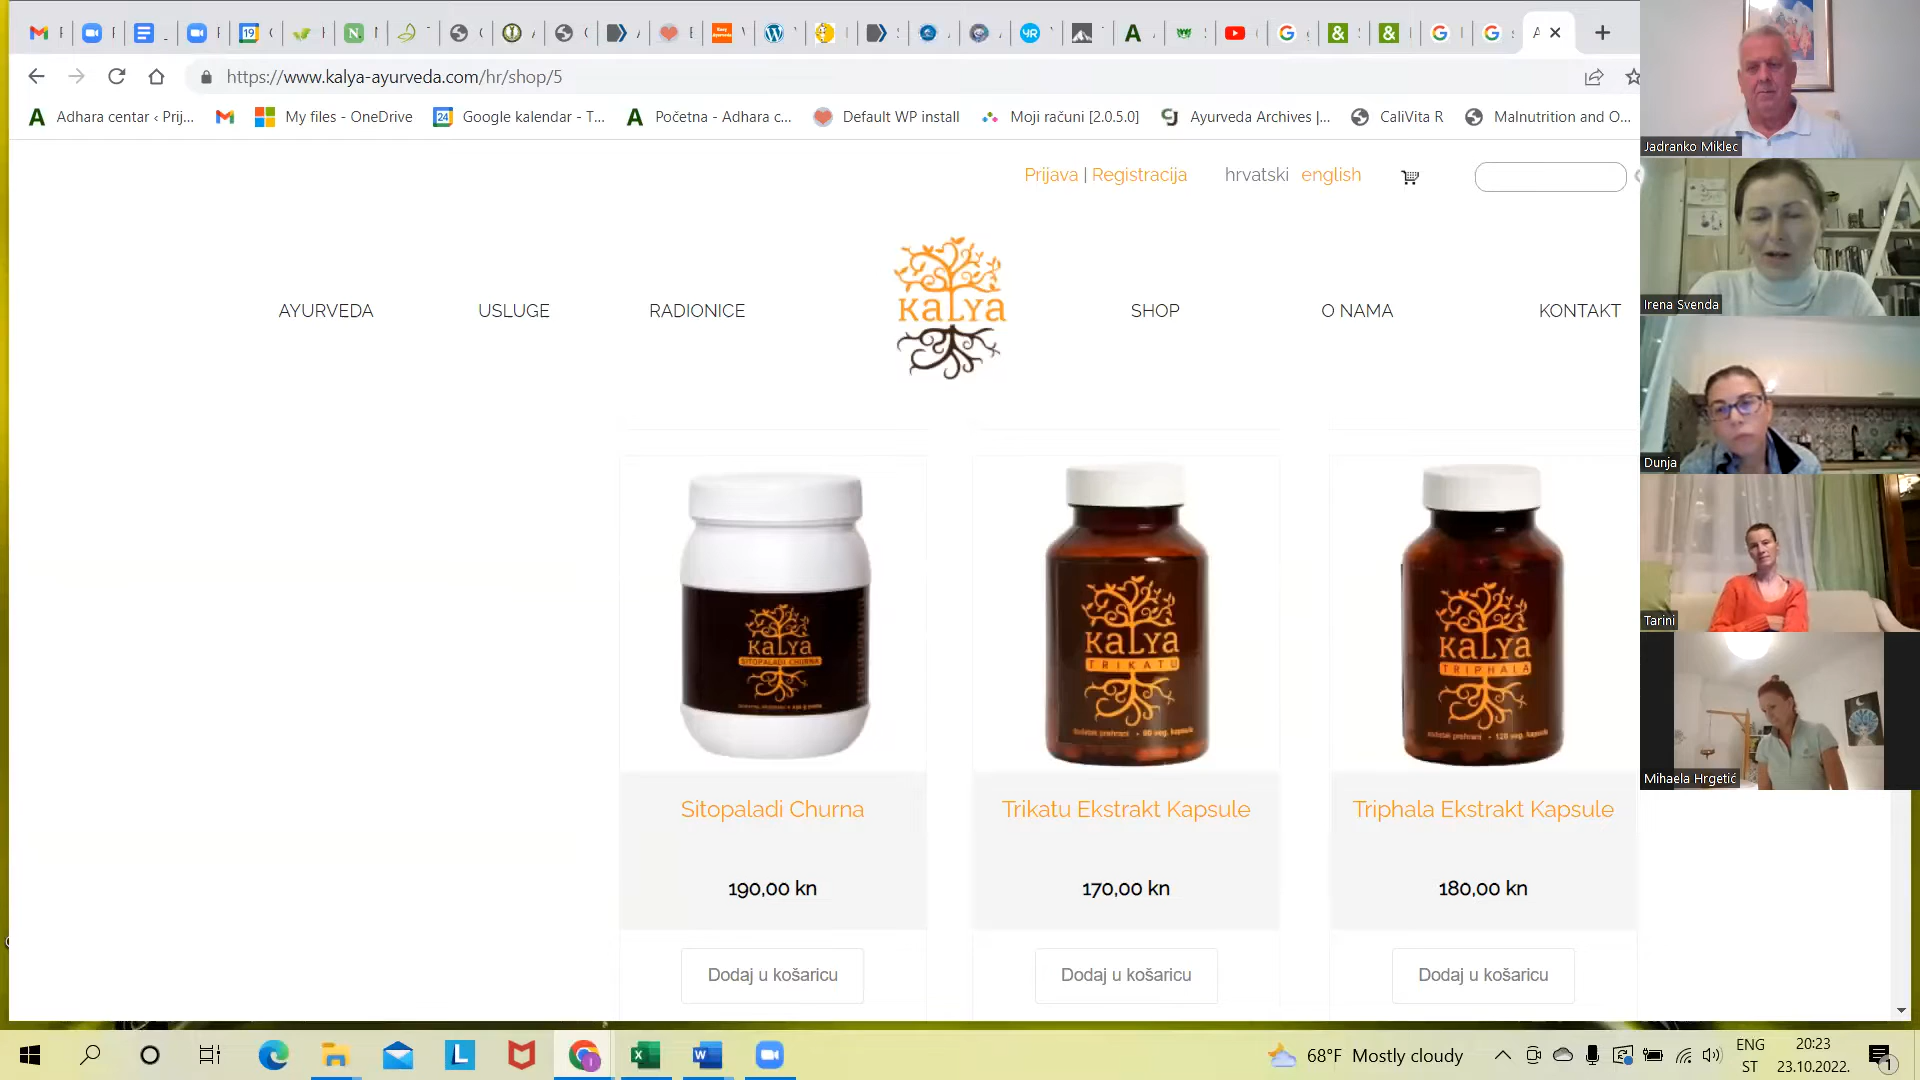 https://www.kalya-ayurveda.com/hr/shop/5
Adhara centar ‹ Prij...
My files - OneDrive
Google kalendar - T...
Početna - Adhara c...
Default WP install
Moji računi [2.0.5.0]
Ayurveda Archives |...
CaliVita R
Malnutrition and O...
Prijava | Registracija
hrvatski
english
AYURVEDA
USLUGE
RADIONICE
KALYA
SHOP
O NAMA
KONTAKT
KALYA
SITOPALADI CHURNA
KALYA
TRIKATU
KALYA
TRIPHALA
Sitopaladi Churna
Trikatu Ekstrakt Kapsule
Triphala Ekstrakt Kapsule
190,00 kn
170,00 kn
180,00 kn
Dodaj u košaricu
Dodaj u košaricu
Dodaj u košaricu
Jadranko Miklec
Irena Svenda
Dunja
Tarini
Mihaela Hrgetić
68°F Mostly cloudy
ENG
ST
20:23
23.10.2022.
1